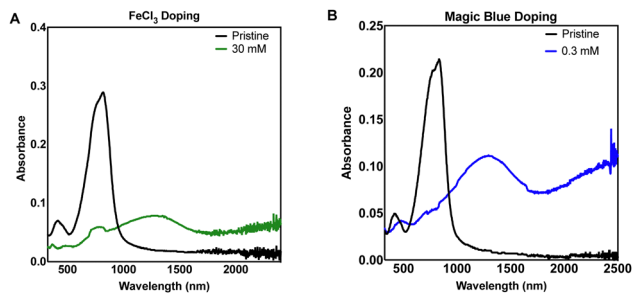 A
FeCl3 Doping
Pristine
30 mM
0.4
0.3
0.2
0.1
0.0
Absorbance
500
1000
1500
2000
Wavelength (nm)
B
Magic Blue Doping
Pristine
0.3 mM
0.25
0.20
0.15
0.10
0.05
0.00
Absorbance
500
1000
1500
2000
2500
Wavelength (nm)